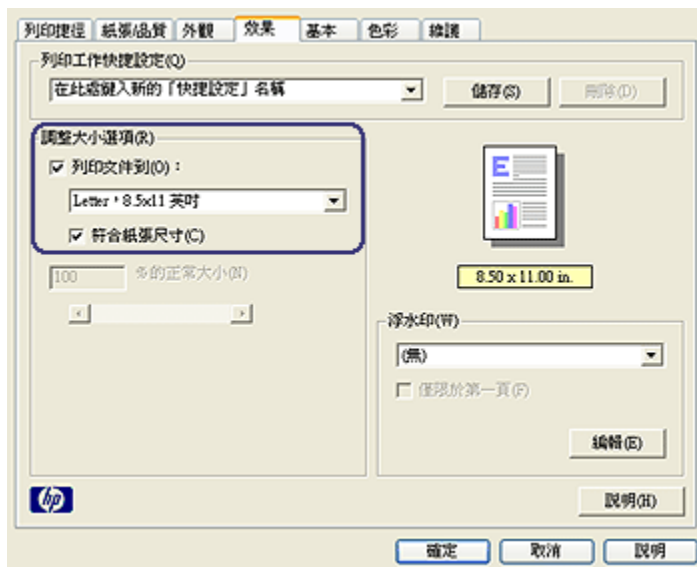 列印捷徑 紙張/品質 外觀 效果 基本 色彩 維護
列印工作快捷設定(Q)
在此處鍵入新的「快捷設定」名稱
儲存(S) 刪除(D)
調整大小選項(R)
列印文件到(O)：
Letter，8.5x11 英吋
符合紙張尺寸(C)
100 %的正常大小(N)
E
8.50 x 11.00 in.
浮水印(W)
(無)
僅限於第一頁(F)
編輯(E)
hp
說明(H)
確定 取消 說明